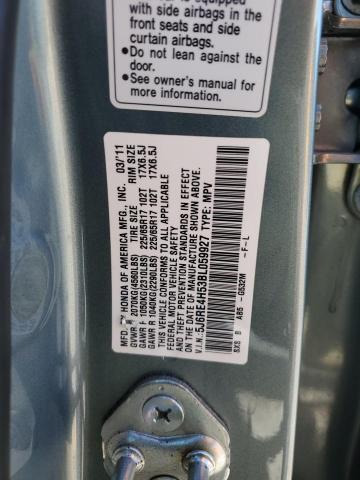 with side airbags in the
front seats and side
curtain airbags.
•Do not lean against the
door.
•See owner's manual for
more information.
HONDA OF AMERICA MFG., INC. 03/'11
GVWR 2070KG(4560LBS) TIRE SIZE RIM SIZE
GAWR F 1050KG(2310LBS) 225/65R17 102T 17X6.5J
GAWR R 1040KG(2290LBS) 225/65R17 102T 17X6.5J
THIS VEHICLE CONFORMS TO ALL APPLICABLE
FEDERAL MOTOR VEHICLE SAFETY
AND THEFT PREVENTION STANDARDS IN EFFECT
ON THE DATE OF MANUFACTURE SHOWN ABOVE.
V.I.N.: 5J6RE4H53BL059927 TYPE: MPV
SXS B A65 -G532M -F-L